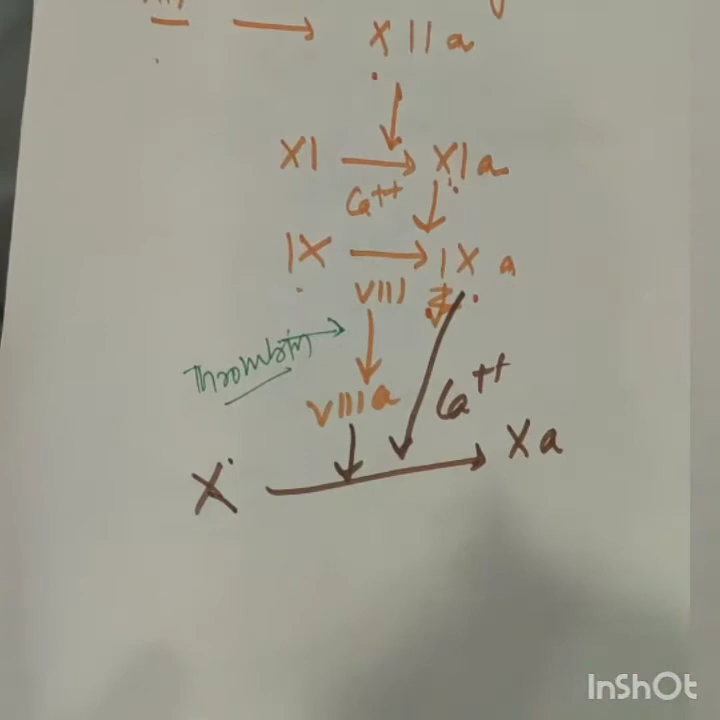 XIIa
XI → XIa
Ca++
IX → IXa
VIII
Thrombin
VIIIa
Ca++
X → Xa
InShOt